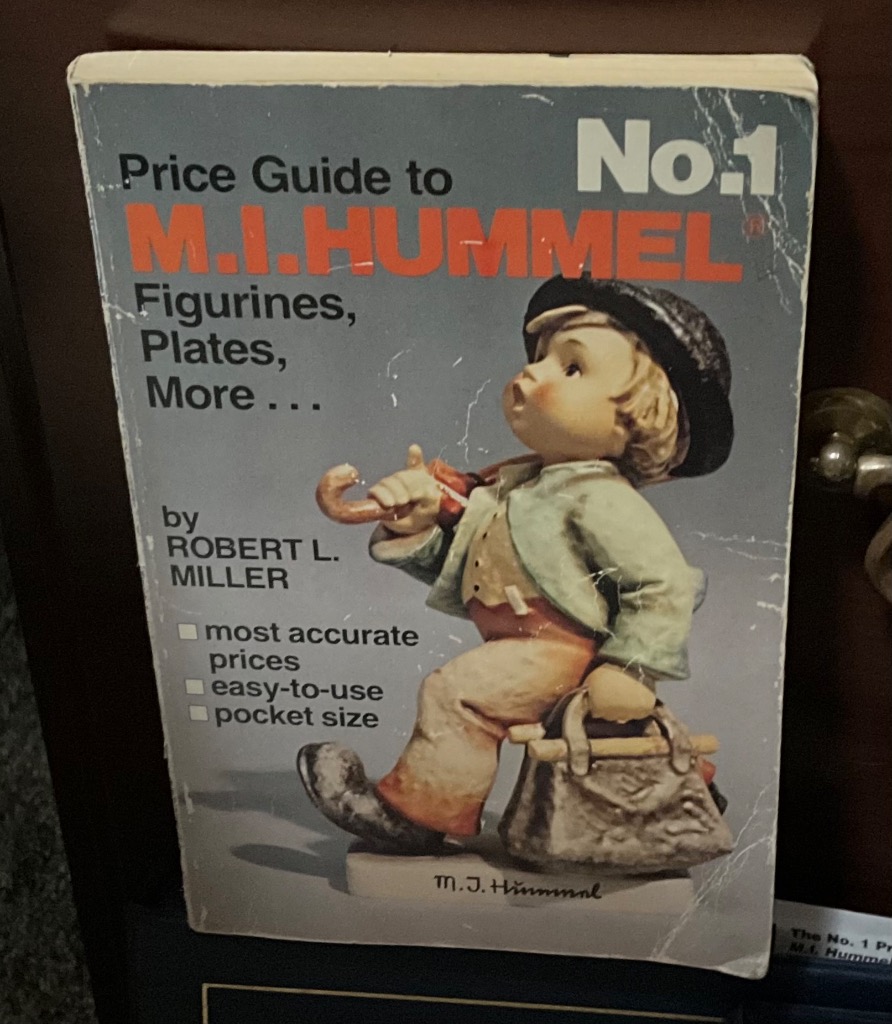 No.1
Price Guide to
M.I.HUMMEL®
Figurines,
Plates,
More . . .
by
ROBERT L.
MILLER
most accurate
prices
easy-to-use
pocket size
M.J. Hummel
The No. 1 Pr
M.I. Hummel